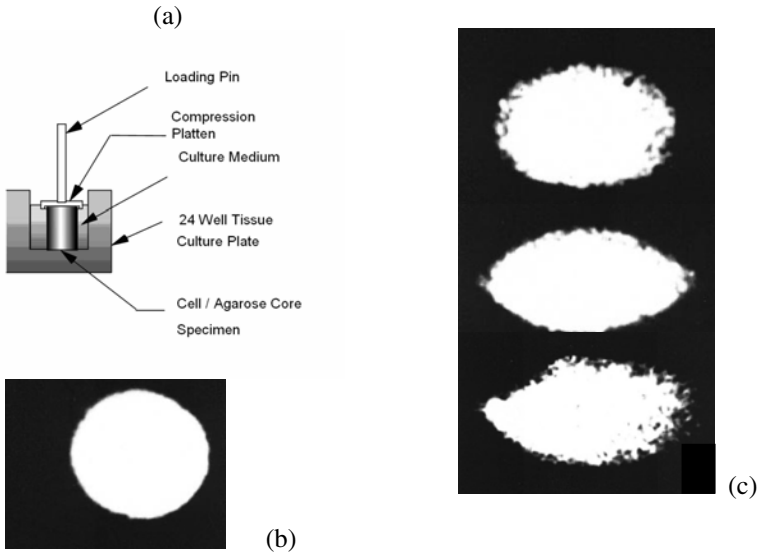 (a)
Loading Pin
Compression
Platten
Culture Medium
24 Well Tissue
Culture Plate
Cell / Agarose Core
Specimen
(b)
(c)